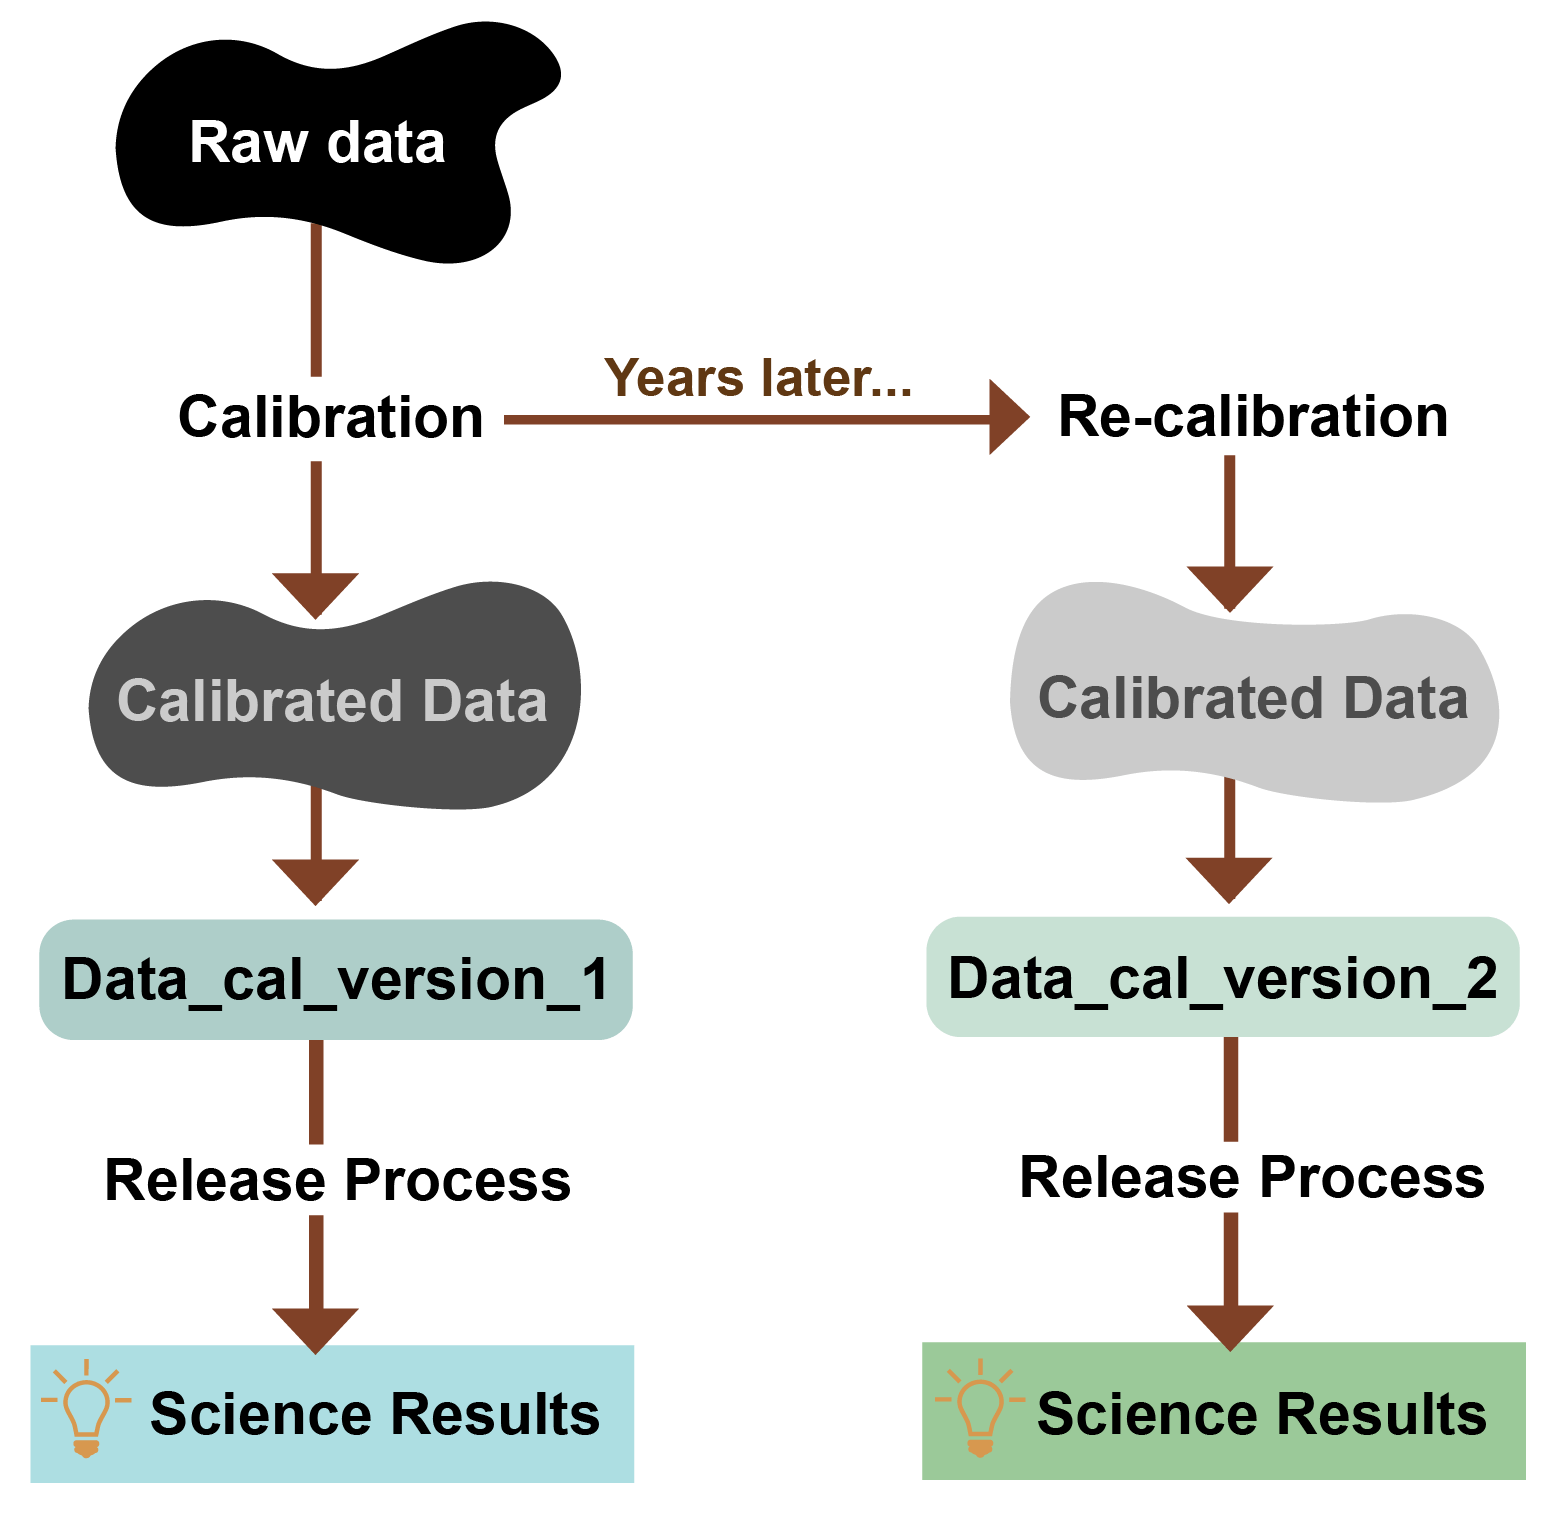 Raw data
Calibration
Years later...
Re-calibration
Calibrated Data
Calibrated Data
Data_cal_version_1
Data_cal_version_2
Release Process
Release Process
Science Results
Science Results